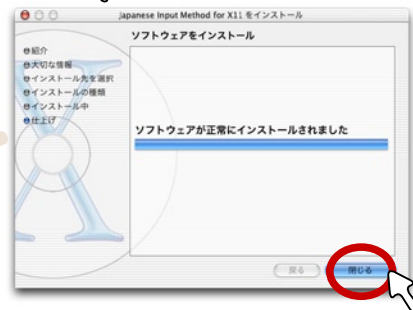 Japanese Input Method for X11 をインストール
ソフトウェアをインストール
紹介
大切な情報
インストール先を選択
インストールの種類
インストール中
仕上げ
ソフトウェアが正常にインストールされました
戻る
閉じる